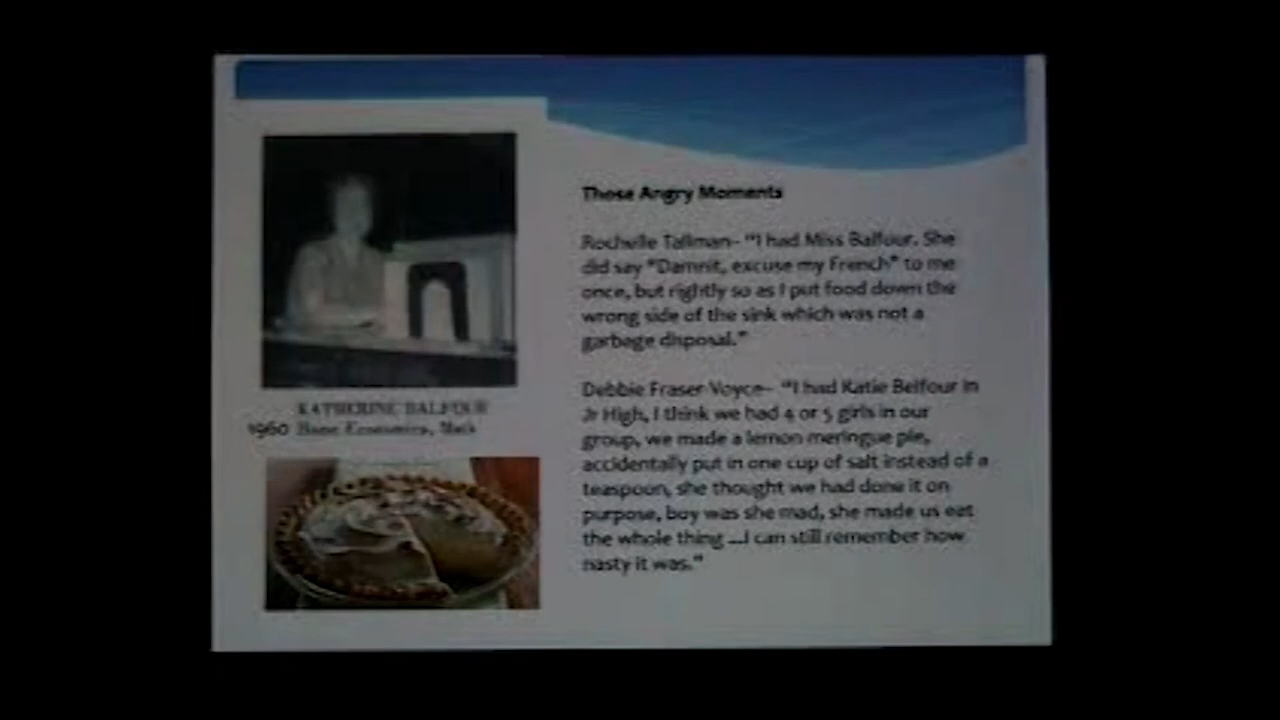 Those Angry Moments
Rochelle Tallman- "I had Miss Balfour. She
did say "Damnit, excuse my French" to me
once, but rightly so as I put food down the
wrong side of the sink which was not a
garbage disposal."
Debbie Fraser-Voyce- "I had Katie Belfour in
Jr High, I think we had 4 or 5 girls in our
group, we made a lemon meringue pie,
accidentally put in one cup of salt instead of a
teaspoon, she thought we had done it on
purpose, boy was she mad, she made us eat
the whole thing ...I can still remember how
nasty it was."
KATHERINE BALFOUR
1960 Home Economics, Math